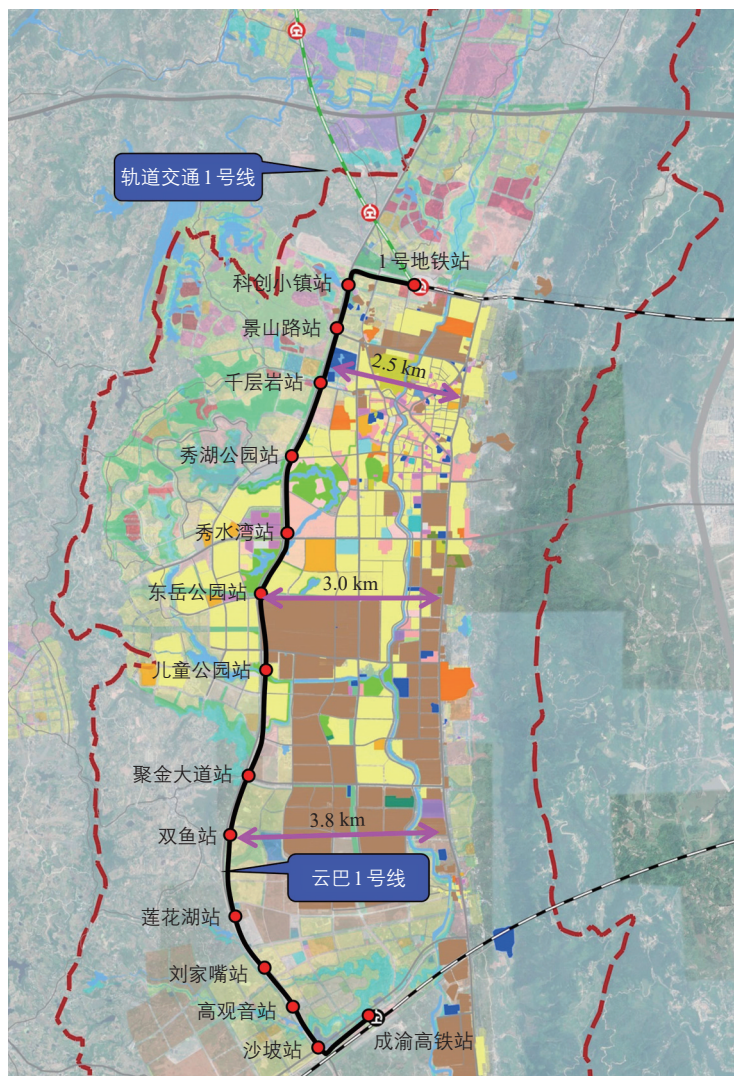 轨道交通1号线
1号地铁站
科创小镇站
景山路站
2.5 km
千层岩站
秀湖公园站
秀水湾站
东岳公园站
3.0 km
儿童公园站
聚金大道站
双鱼站
3.8 km
云巴1号线
莲花湖站
刘家嘴站
高观音站
成渝高铁站
沙坡站